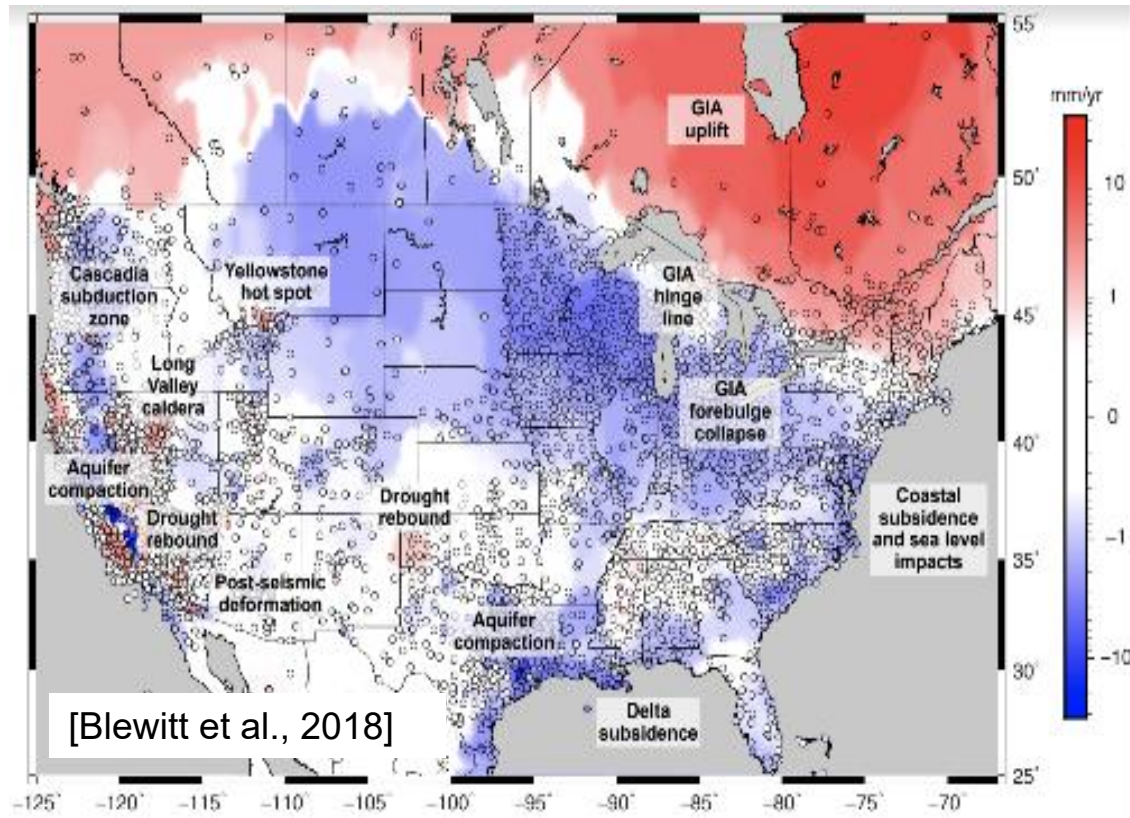 55˚
mm/yr
GIA
uplift
10
50˚
Cascadia
subduction
zone
Yellowstone
hot spot
GIA
hinge
line
1
45˚
Long
Valley
caldera
GIA
forebulge
collapse
0
40˚
Aquifer
compaction
Drought
rebound
Drought
rebound
Coastal
subsidence
and sea level
impacts
−1
35˚
Post-seismic
deformation
Aquifer
compaction
30˚
−10
[Blewitt et al., 2018]
Delta
subsidence
25˚
−125 −120 −115 −110 −105 −100 −95 −90 −85 −80 −75 −70